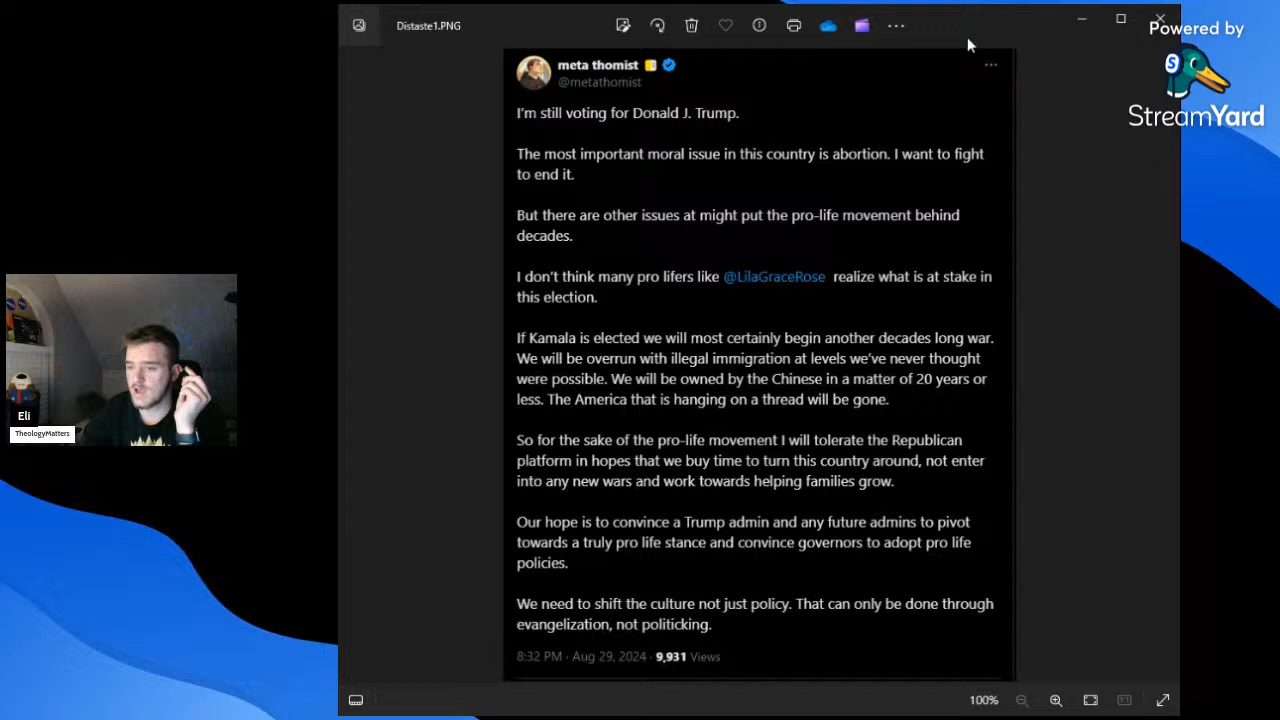 Distaste1.PNG
Powered by
S
StreamYard
meta thomist
@metathomist
I'm still voting for Donald J. Trump.
The most important moral issue in this country is abortion. I want to fight
to end it.
But there are other issues at might put the pro-life movement behind
decades.
I don't think many pro lifers like @LilaGraceRose realize what is at stake in
this election.
If Kamala is elected we will most certainly begin another decades long war.
We will be overrun with illegal immigration at levels we've never thought
were possible. We will be owned by the Chinese in a matter of 20 years or
less. The America that is hanging on a thread will be gone.
So for the sake of the pro-life movement I will tolerate the Republican
platform in hopes that we buy time to turn this country around, not enter
into any new wars and work towards helping families grow.
Our hope is to convince a Trump admin and any future admins to pivot
towards a truly pro life stance and convince governors to adopt pro life
policies.
We need to shift the culture not just policy. That can only be done through
evangelization, not politicking.
8:32 PM · Aug 29, 2024 · 9,931 Views
Eli
TheologyMatters
100%